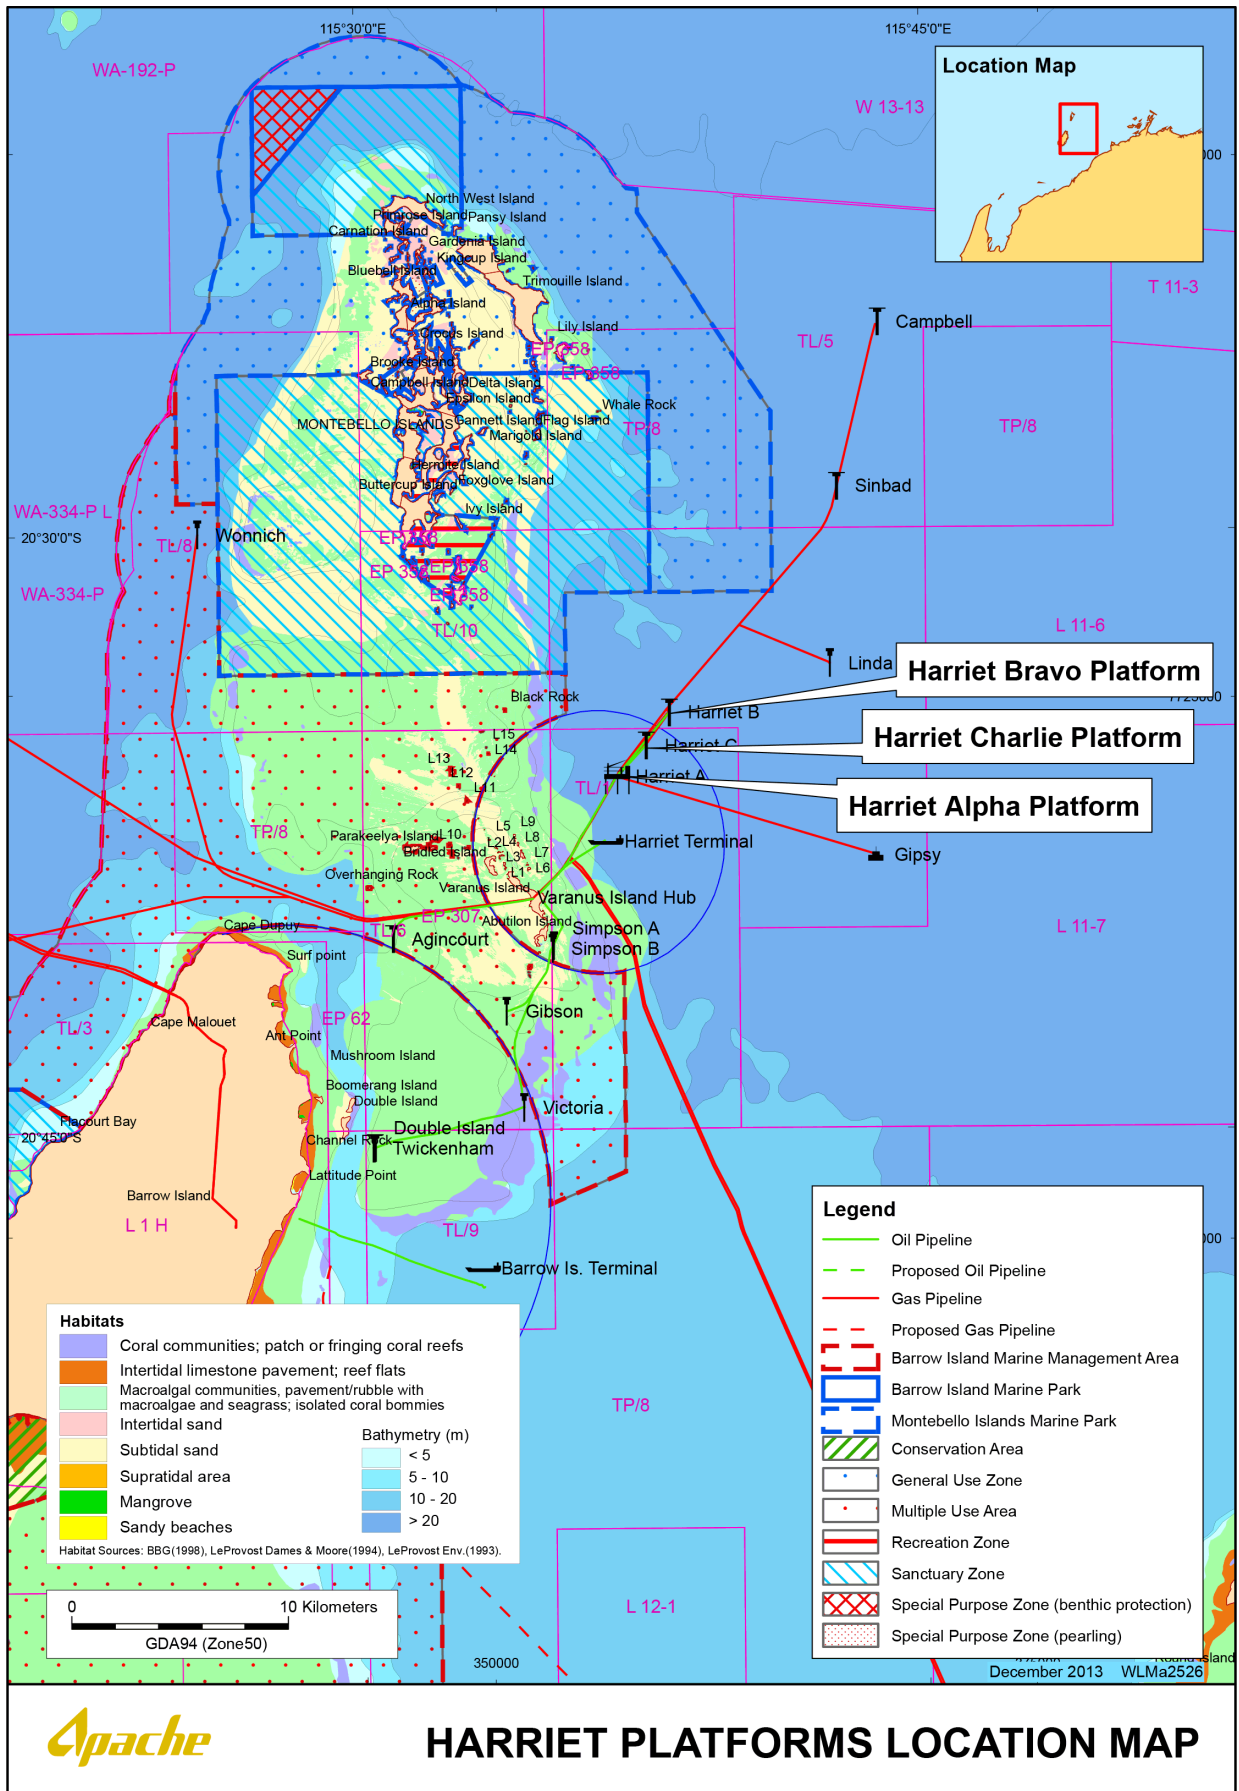 115°30'0"E
115°45'0"E
WA-192-P
W 13-13
Location Map
North West Island
Primrose Island
Pansy Island
Carnation Island
Gardenia Island
Kingcup Island
Bluebell Island
Trimouille Island
T 11-3
Alpha Island
Campbell
Lily Island
Crocus Island
TL/5
EP 358
Brooke Island
EP 358
Campbell Island
Delta Island
Epsilon Island
Whale Rock
MONTEBELLO ISLANDS
Gannett Island
Flag Island
TP/8
TP/8
Marigold Island
Hermite Island
Buttercup Island
Foxglove Island
Sinbad
Ivy Island
WA-334-P L
20°30'0"S
TL/8
Wonnich
EP 358
EP 358
EP 358
WA-334-P
EP 358
TL/10
L 11-6
Linda
Harriet Bravo Platform
Black Rock
Harriet B
L15
Harriet Charlie Platform
L14
Harriet C
L13
L12
Harriet A
L11
TL/1
Harriet Alpha Platform
L5
L9
TP/8
Parakeelya Island
L10
L8
L2
L4
Harriet Terminal
Bridled Island
L3
L7
Gipsy
L6
Overhanging Rock
L1
Varanus Island
Varanus Island Hub
EP 307
Abutilon Island
Cape Dupuy
TL/6
Agincourt
Simpson A
Simpson B
L 11-7
Surf point
Gibson
Cape Malouet
EP 62
TL/3
Ant Point
Mushroom Island
Boomerang Island
Double Island
Victoria
Flacourt Bay
20°45'0"S
Double Island
Channel Rock
Twickenham
Lattitude Point
Barrow Island
L 1 H
TL/9
Barrow Is. Terminal
Legend
Oil Pipeline
Proposed Oil Pipeline
Gas Pipeline
Proposed Gas Pipeline
Barrow Island Marine Management Area
Barrow Island Marine Park
Montebello Islands Marine Park
Conservation Area
General Use Zone
Multiple Use Area
Recreation Zone
Sanctuary Zone
Special Purpose Zone (benthic protection)
Special Purpose Zone (pearling)
Habitats
Coral communities; patch or fringing coral reefs
Intertidal limestone pavement; reef flats
Macroalgal communities, pavement/rubble with
macroalgae and seagrass; isolated coral bommies
Intertidal sand
Subtidal sand
Supratidal area
Mangrove
Sandy beaches
Bathymetry (m)
< 5
5 - 10
10 - 20
> 20
Habitat Sources: BBG(1998), LeProvost Dames & Moore(1994), LeProvost Env.(1993).
TP/8
L 12-1
0 10 Kilometers
GDA94 (Zone50)
350000
December 2013 WLMa2526
Apache
HARRIET PLATFORMS LOCATION MAP